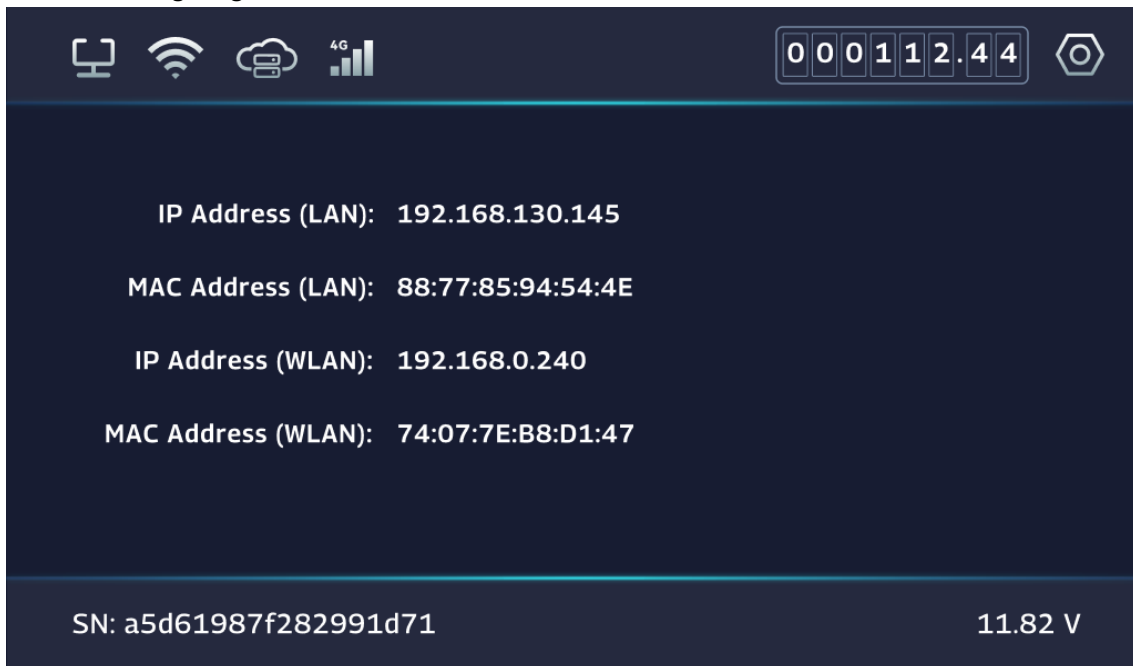 4G
000112.44
IP Address (LAN): 192.168.130.145
MAC Address (LAN): 88:77:85:94:54:4E
IP Address (WLAN): 192.168.0.240
MAC Address (WLAN): 74:07:7E:B8:D1:47
SN: a5d61987f282991d71
11.82 V